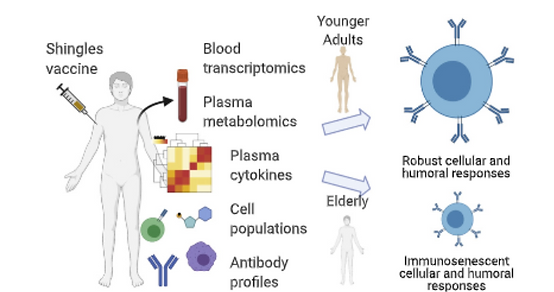 Shingles
vaccine
Blood
transcriptomics
Plasma
metabolomics
Plasma
cytokines
Cell
populations
Antibody
profiles
Younger
Adults
Robust cellular and
humoral responses
Elderly
Immunosenescent
cellular and humoral
responses